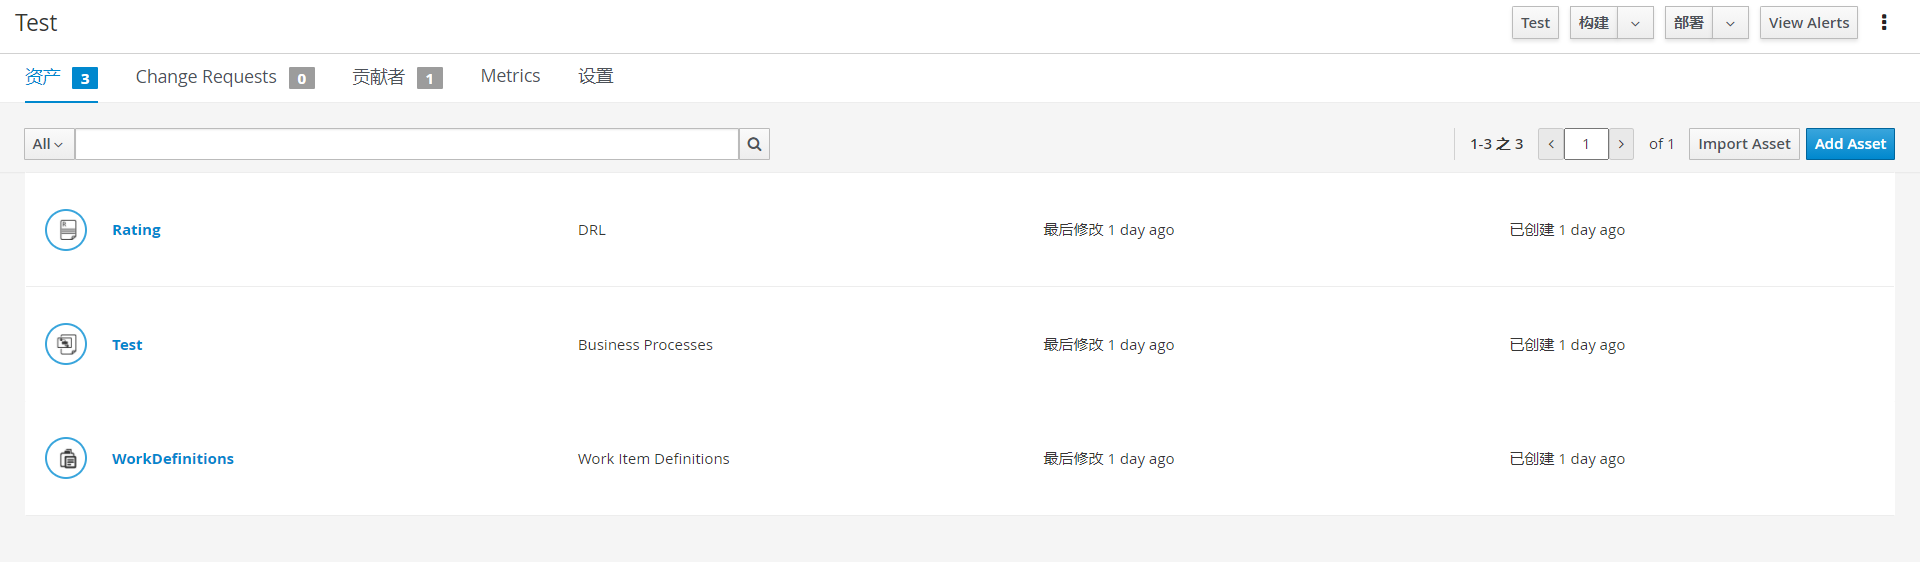 Test
Test 构建 部署 View Alerts
资产 3 Change Requests 0 贡献者 1 Metrics 设置
All 1-3 之 3 1 of 1 Import Asset Add Asset
Rating DRL 最后修改 1 day ago 已创建 1 day ago
Test Business Processes 最后修改 1 day ago 已创建 1 day ago
WorkDefinitions Work Item Definitions 最后修改 1 day ago 已创建 1 day ago